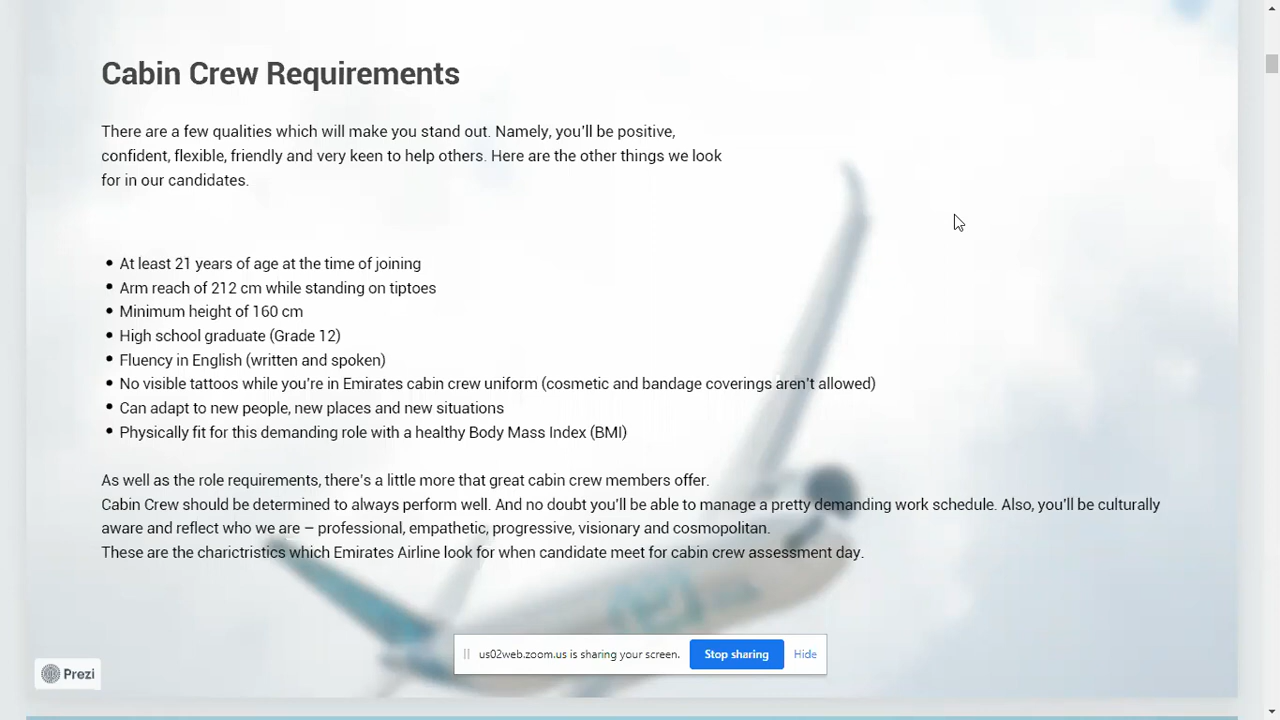 Cabin Crew Requirements
There are a few qualities which will make you stand out. Namely, you'll be positive,
confident, flexible, friendly and very keen to help others. Here are the other things we look
for in our candidates.
• At least 21 years of age at the time of joining
• Arm reach of 212 cm while standing on tiptoes
• Minimum height of 160 cm
• High school graduate (Grade 12)
• Fluency in English (written and spoken)
• No visible tattoos while you're in Emirates cabin crew uniform (cosmetic and bandage coverings aren't allowed)
• Can adapt to new people, new places and new situations
• Physically fit for this demanding role with a healthy Body Mass Index (BMI)
As well as the role requirements, there's a little more that great cabin crew members offer.
Cabin Crew should be determined to always perform well. And no doubt you'll be able to manage a pretty demanding work schedule. Also, you'll be culturally
aware and reflect who we are – professional, empathetic, progressive, visionary and cosmopolitan.
These are the charictristics which Emirates Airline look for when candidate meet for cabin crew assessment day.
us02web.zoom.us is sharing your screen. Stop sharing Hide
Prezi